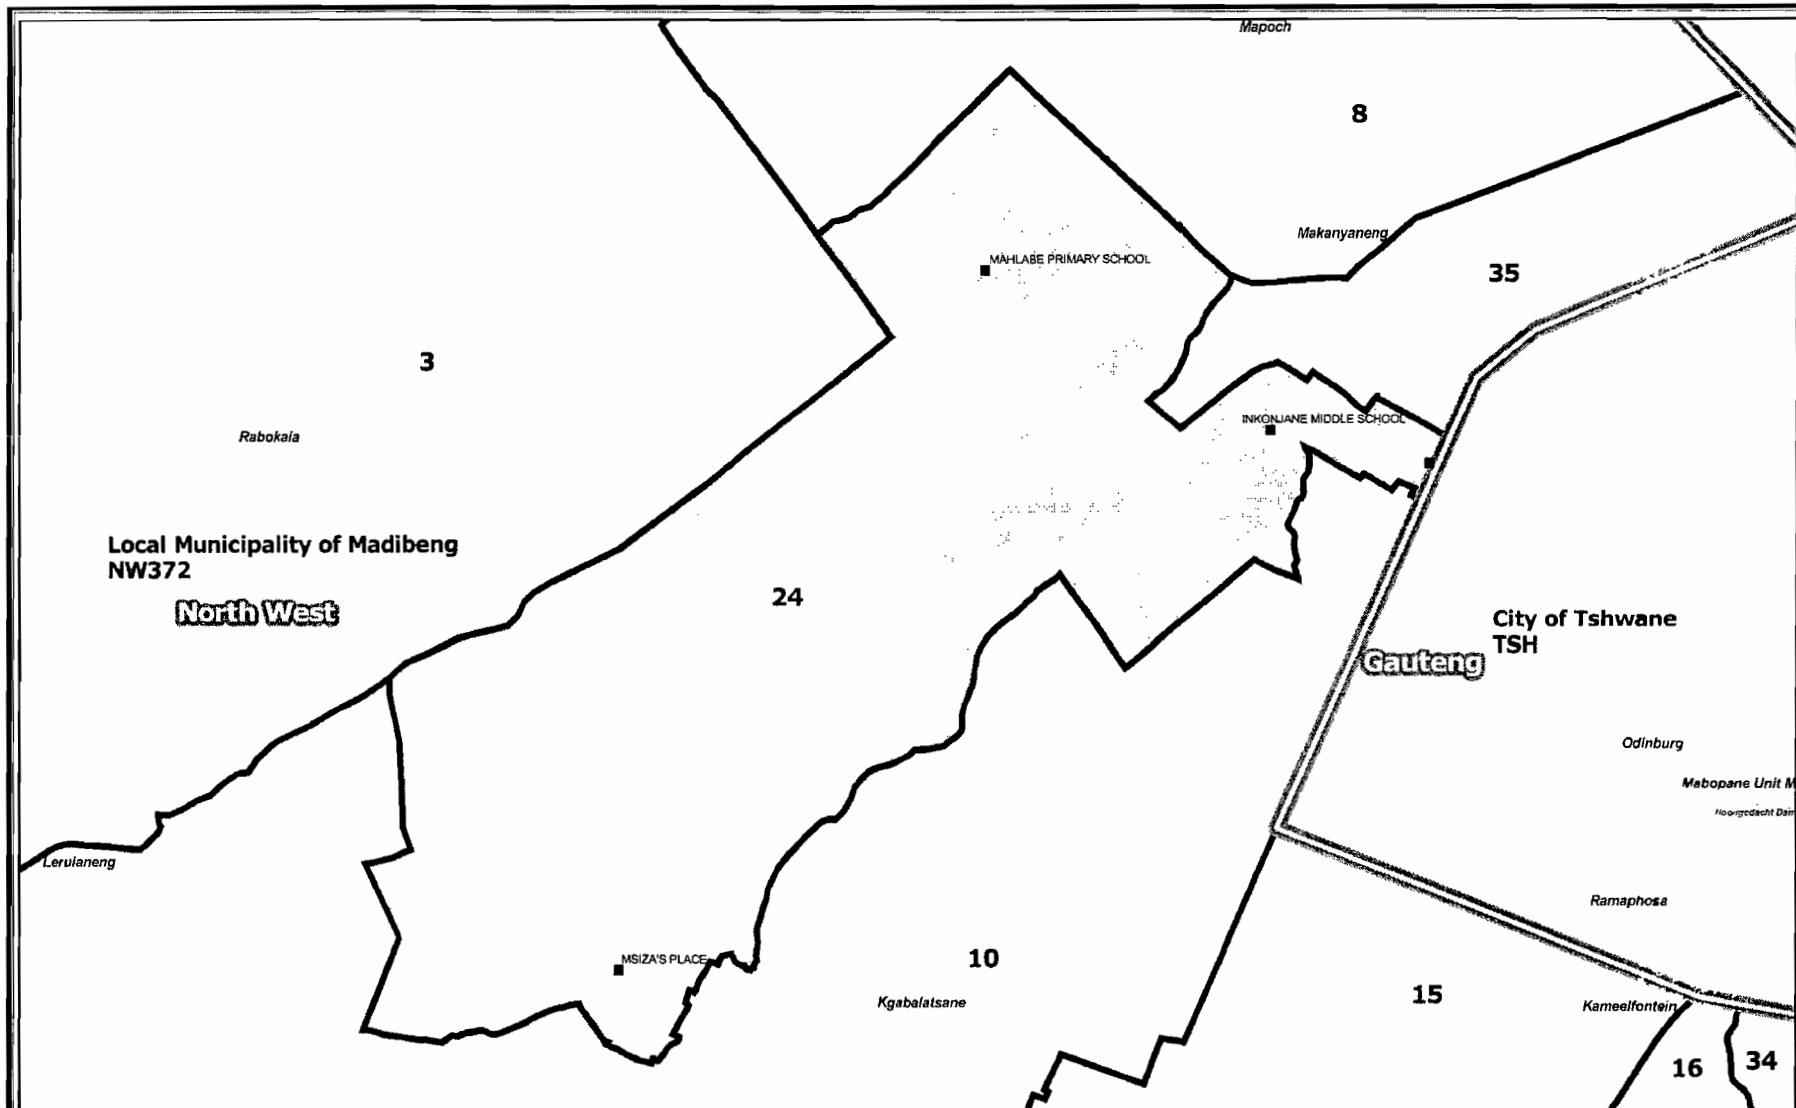 Mapoch
8
Makanyaneng
MAHLABE PRIMARY SCHOOL
35
3
INKONJANE MIDDLE SCHOOL
Rabokala
Local Municipality of Madibeng
NW372
North West
24
City of Tshwane
TSH
Gauteng
Odinburg
Mabopane Unit M
Lerulaneng
Ramaphosa
MSIZA'S PLACE
10
15
Kgabalatsane
Kameelfontein
16
34